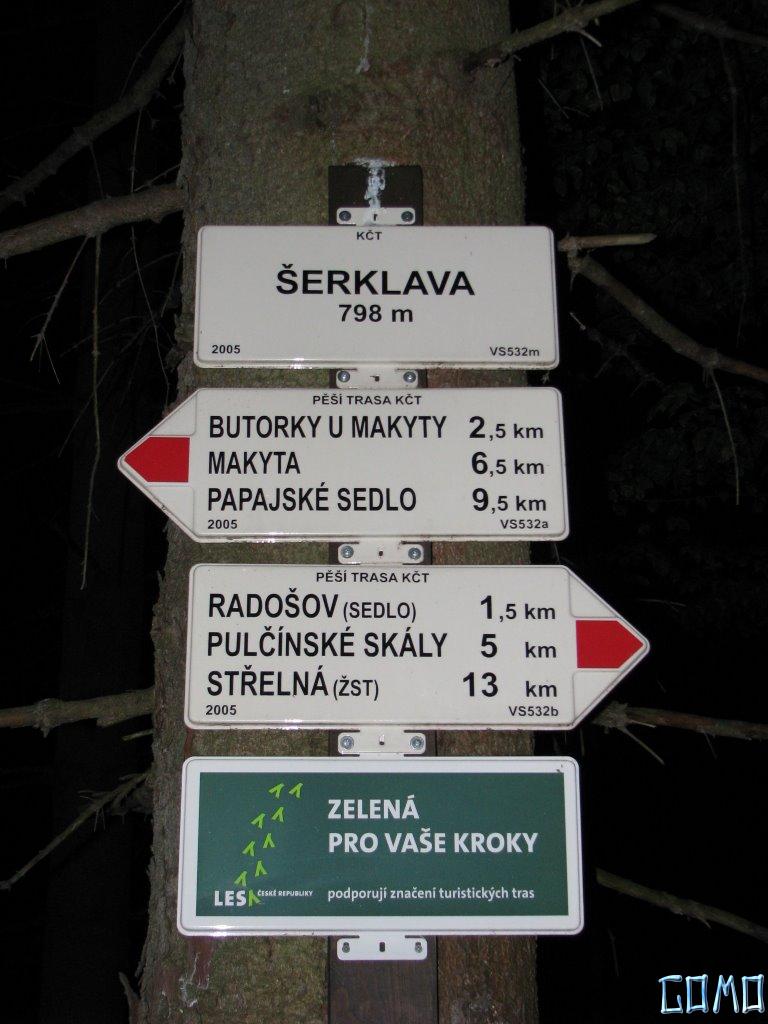 KČT
ŠERKLAVA
798 m
2005 VS532m
PĚŠÍ TRASA KČT
BUTORKY U MAKYTY 2,5 km
MAKYTA 6,5 km
PAPAJSKÉ SEDLO 9,5 km
2005 VS532a
PĚŠÍ TRASA KČT
RADOŠOV (SEDLO) 1,5 km
PULČÍNSKÉ SKÁLY 5 km
STŘELNÁ (ŽST) 13 km
2005 VS532b
ZELENÁ
PRO VAŠE KROKY
LESY ČESKÉ REPUBLIKY podporují značení turistických tras
GOMO